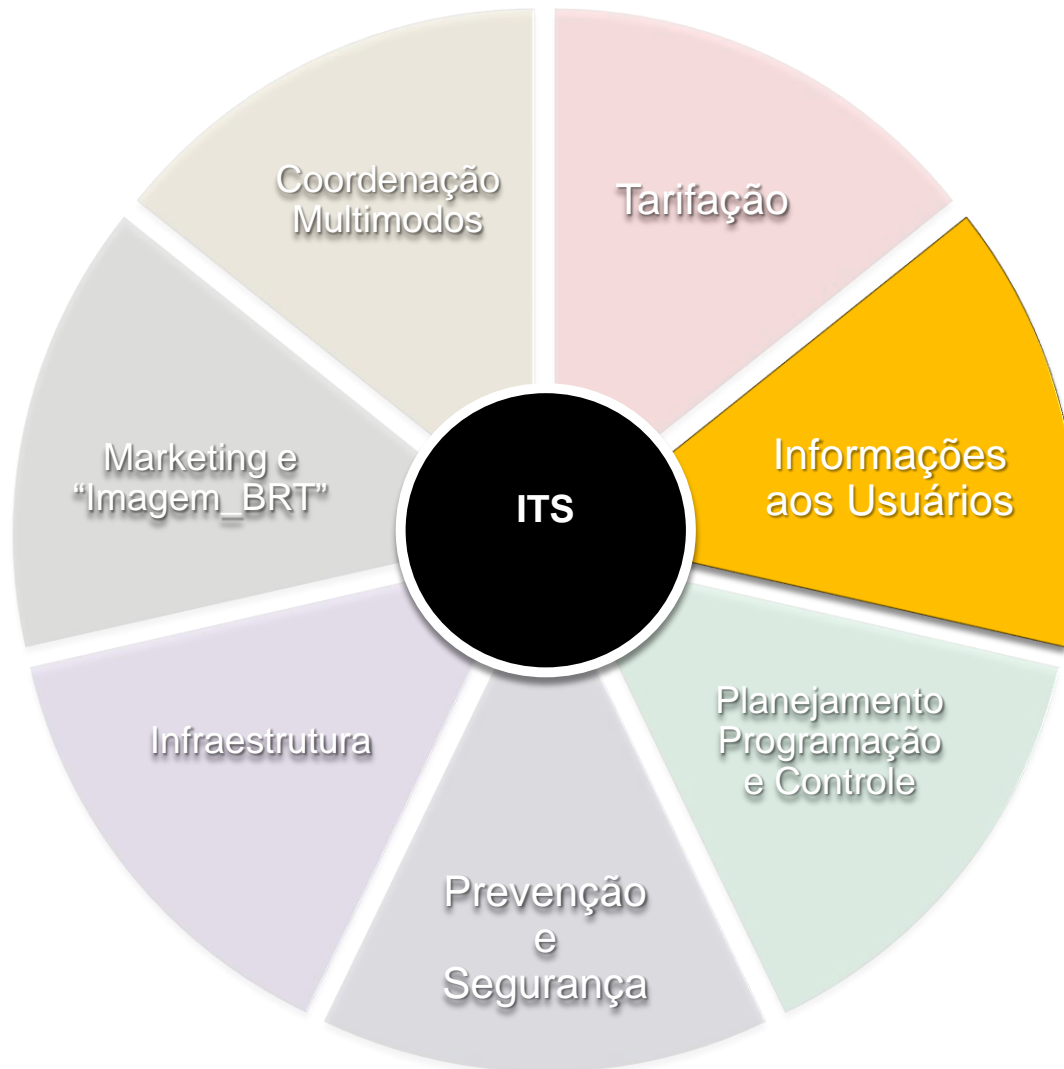 Coordenação
Multimodos
Tarifação
Informações
aos Usuários
Planejamento
Programação
e Controle
Prevenção
e
Segurança
Infraestrutura
Marketing e
“Imagem_BRT”
ITS